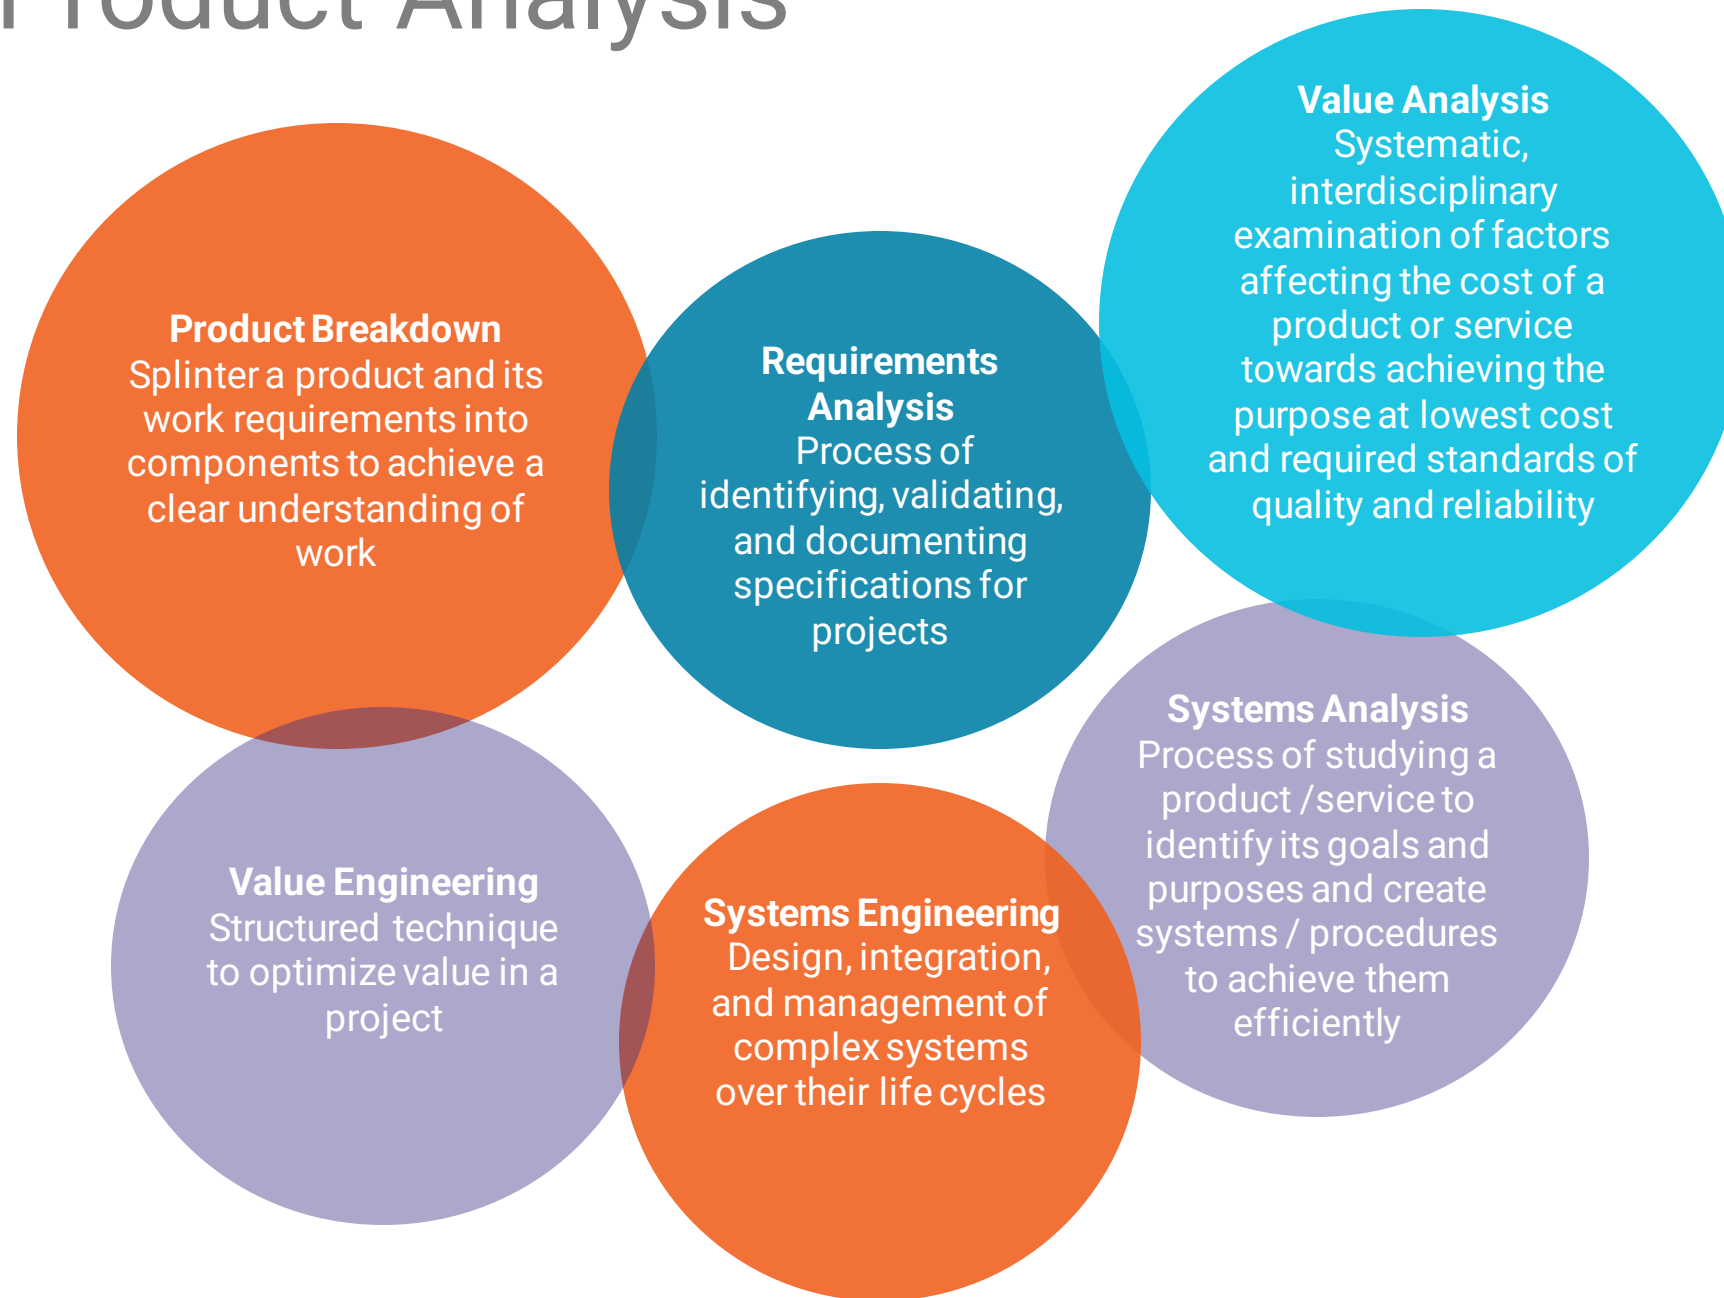 Product Analysis
Product Breakdown
Splinter a product and its
work requirements into
components to achieve a
clear understanding of
work
Requirements
Analysis
Process of
identifying, validating,
and documenting
specifications for
projects
Value Analysis
Systematic,
interdisciplinary
examination of factors
affecting the cost of a
product or service
towards achieving the
purpose at lowest cost
and required standards of
quality and reliability
Value Engineering
Structured technique
to optimize value in a
project
Systems Engineering
Design, integration,
and management of
complex systems
over their life cycles
Systems Analysis
Process of studying a
product /service to
identify its goals and
purposes and create
systems / procedures
to achieve them
efficiently